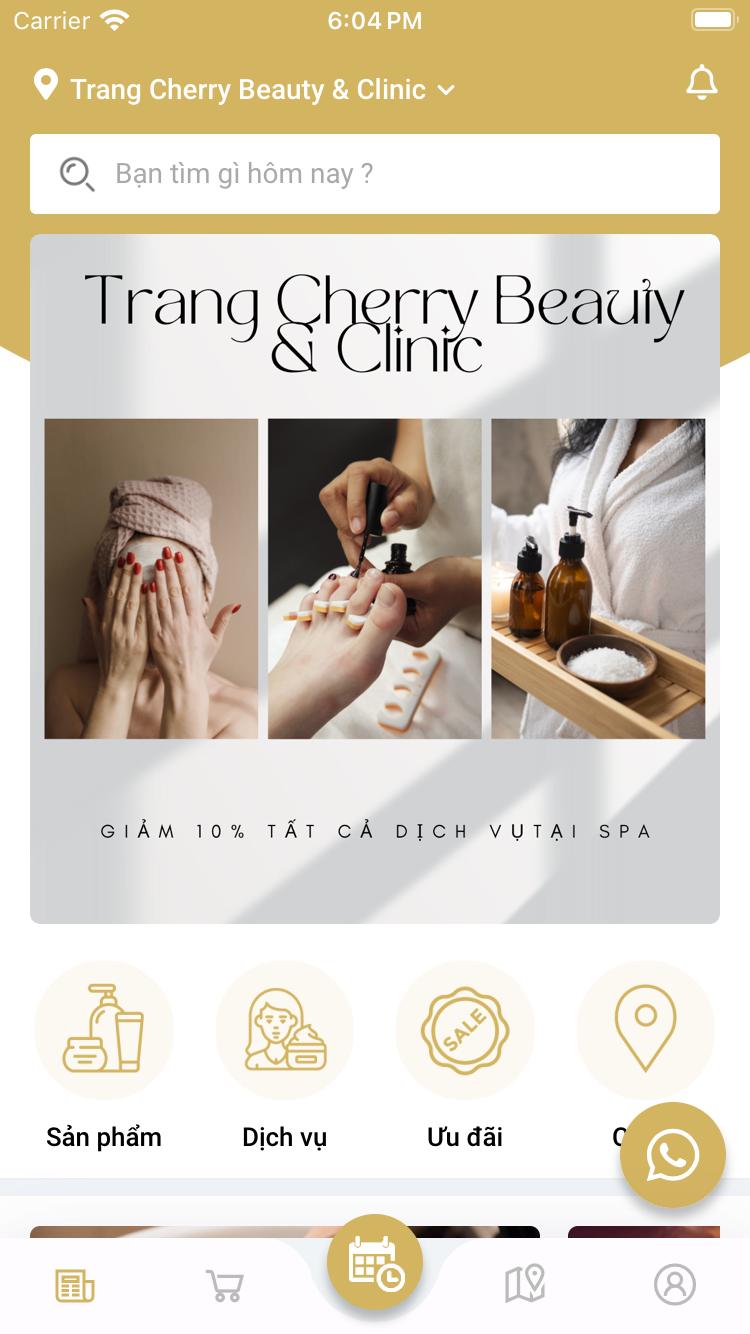 Carrier 6:04 PM
Trang Cherry Beauty & Clinic
Bạn tìm gì hôm nay ?
Trang Cherry Beauty
& Clinic
GIẢM 10% TẤT CẢ DỊCH VỤTẠI SPA
SALE
Sản phẩm Dịch vụ Ưu đãi